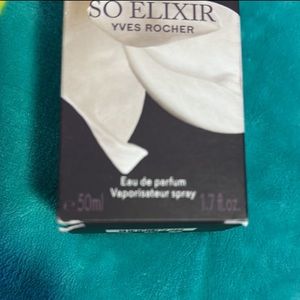 SO ELIXIR
YVES ROCHER
Eau de parfum
Vaporisateur spray
e 50ml 1.7 fl.oz.